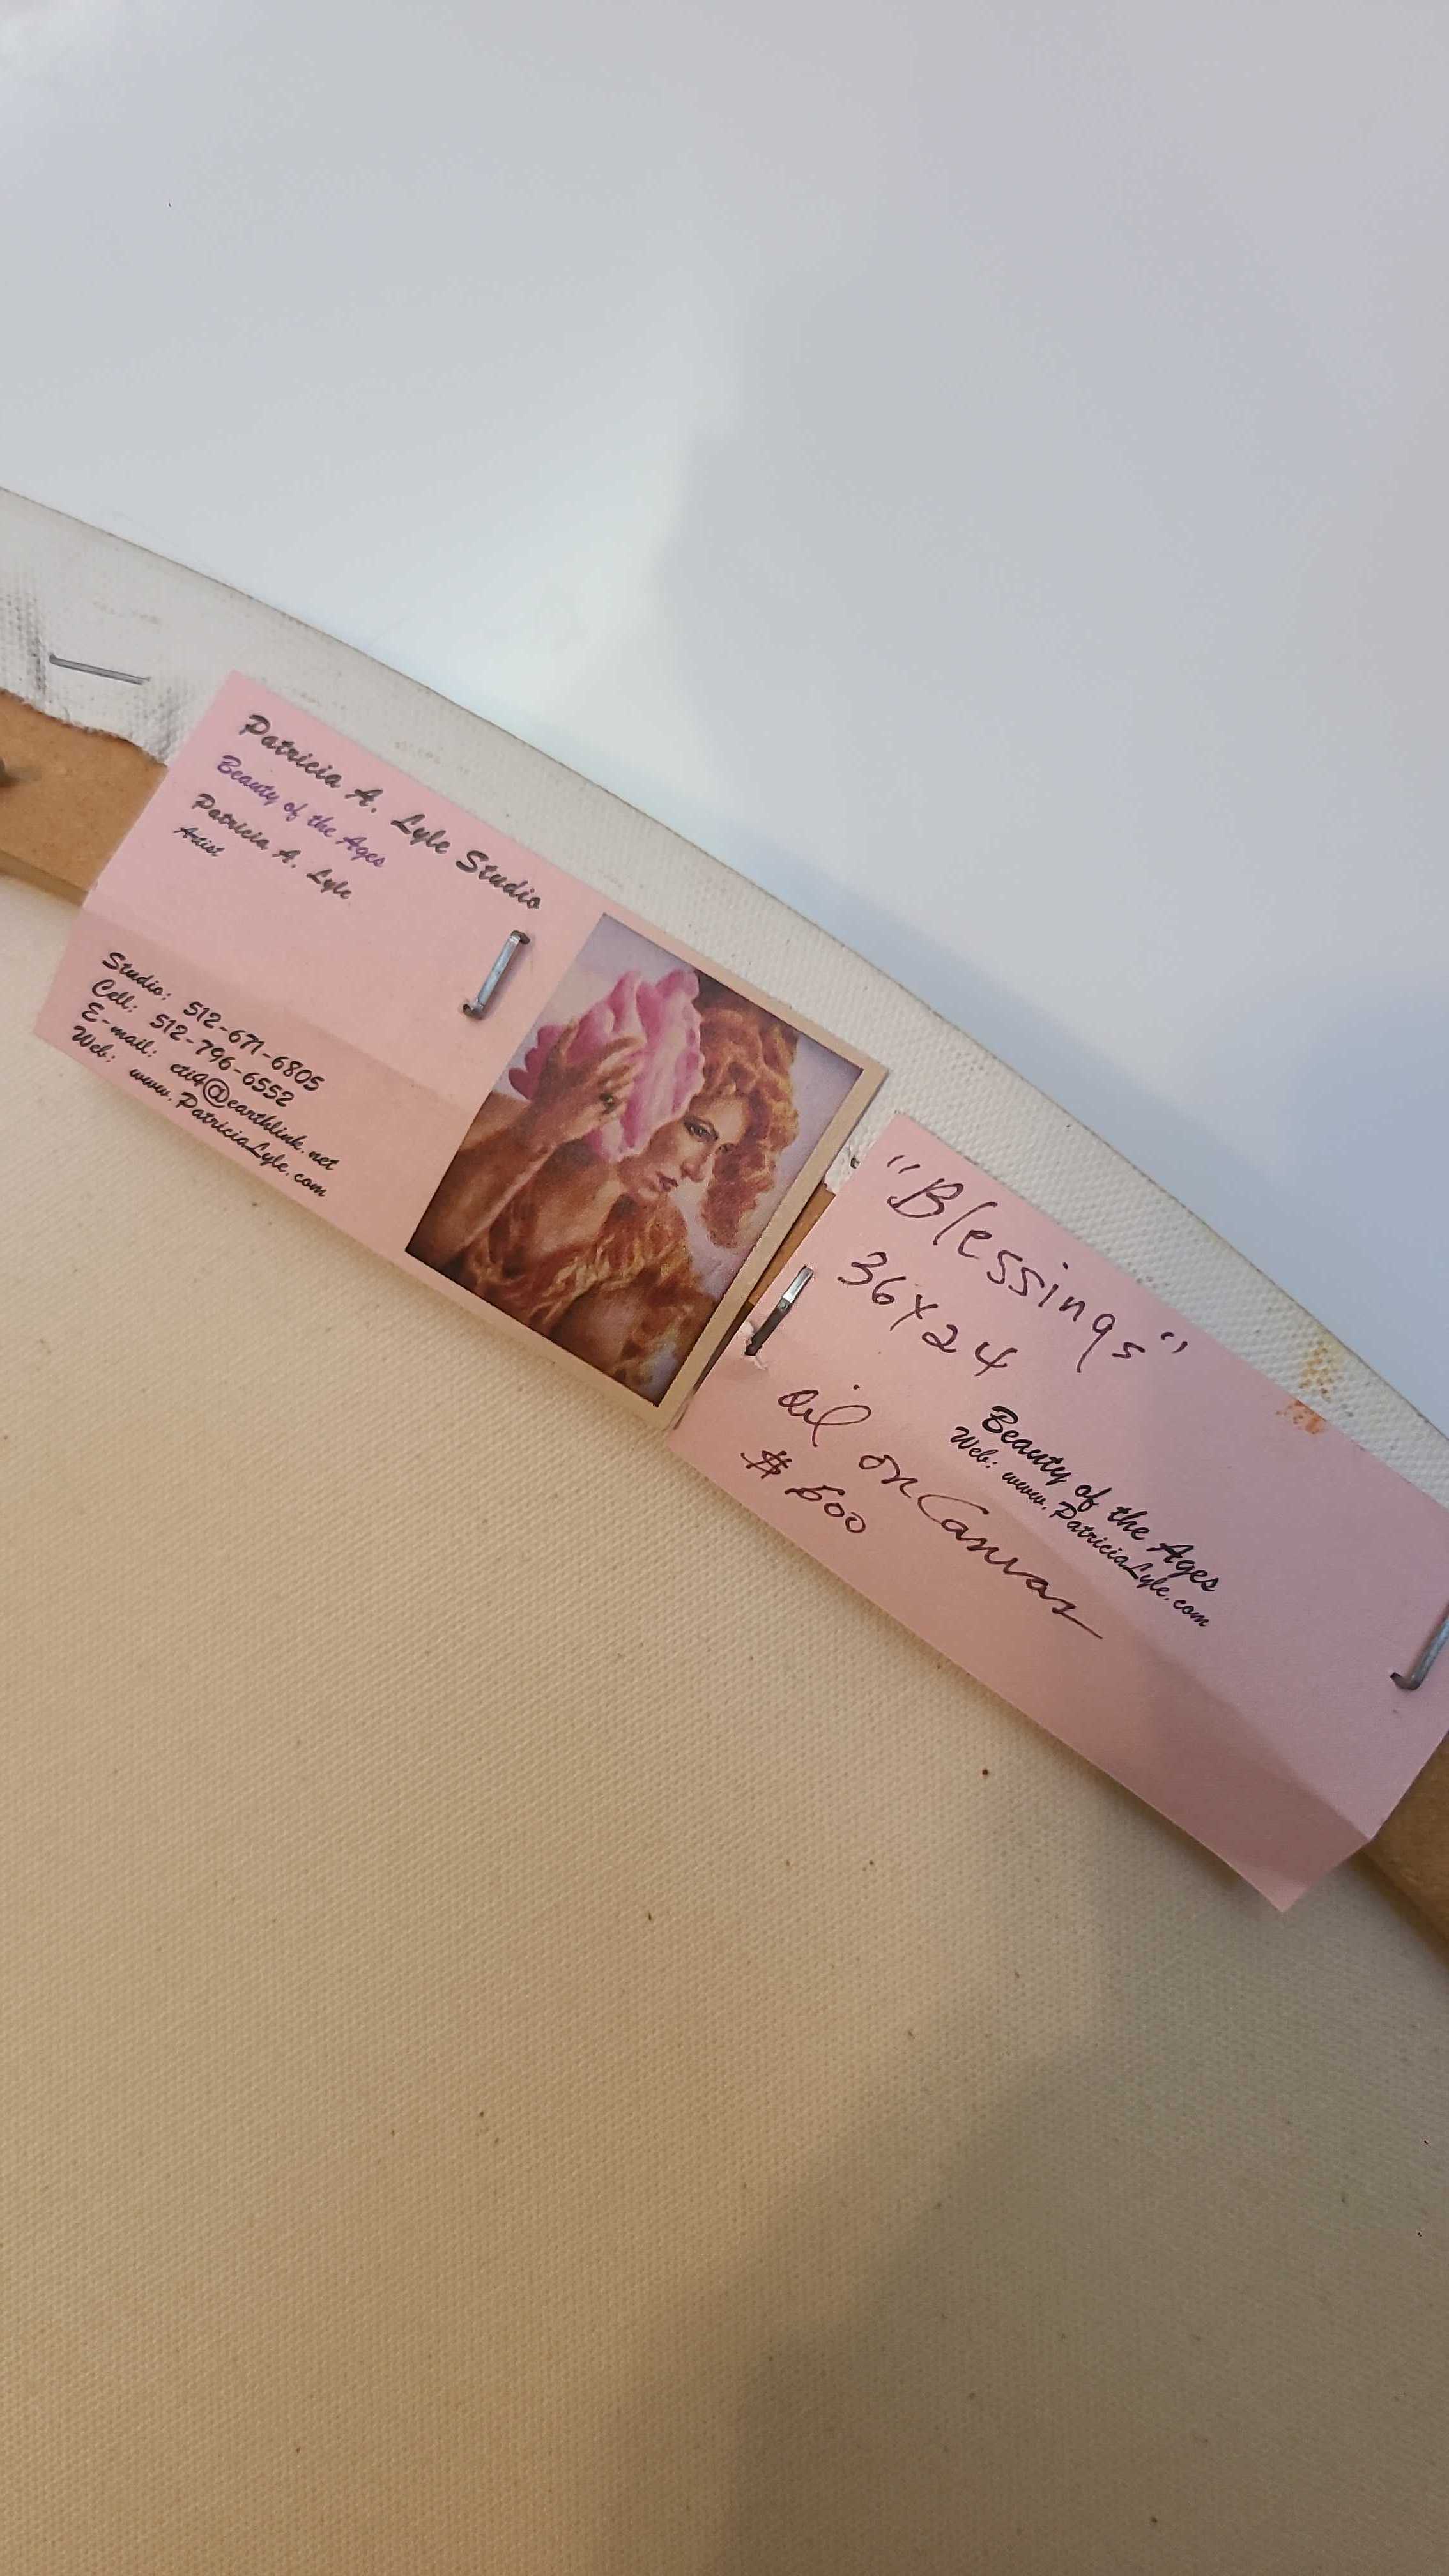 Patricia A. Lyle Studio
Beauty of the Ages
Patricia A. Lyle
Artist
Studio: 512-671-6805
Cell: 512-796-6552
E-mail: eti4@earthlink.net
Web: www.PatriciaLyle.com
"Blessings"
36x24
oil on Canvas
$500
Beauty of the Ages
Web: www.PatriciaLyle.com